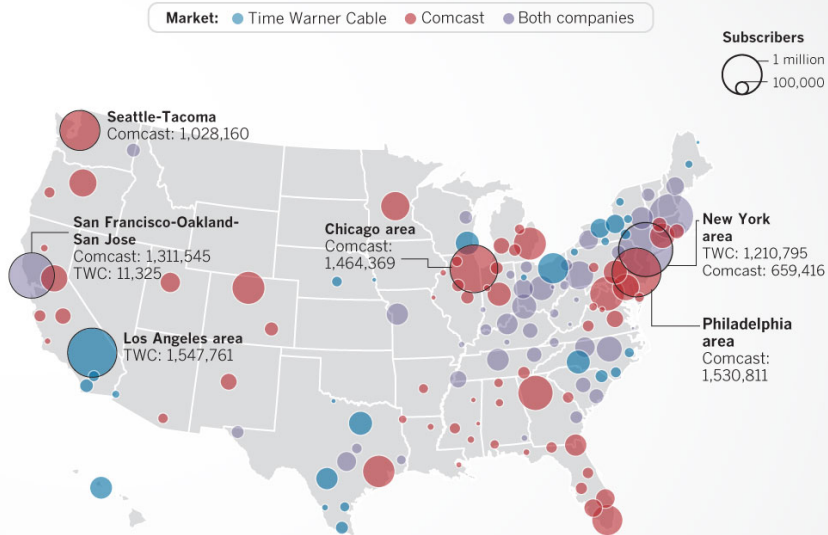 Market: Time Warner Cable Comcast Both companies
Subscribers
1 million
100,000
Seattle-Tacoma
Comcast: 1,028,160
San Francisco-Oakland-
San Jose
Comcast: 1,311,545
TWC: 11,325
Los Angeles area
TWC: 1,547,761
Chicago area
Comcast:
1,464,369
New York
area
TWC: 1,210,795
Comcast: 659,416
Philadelphia
area
Comcast:
1,530,811